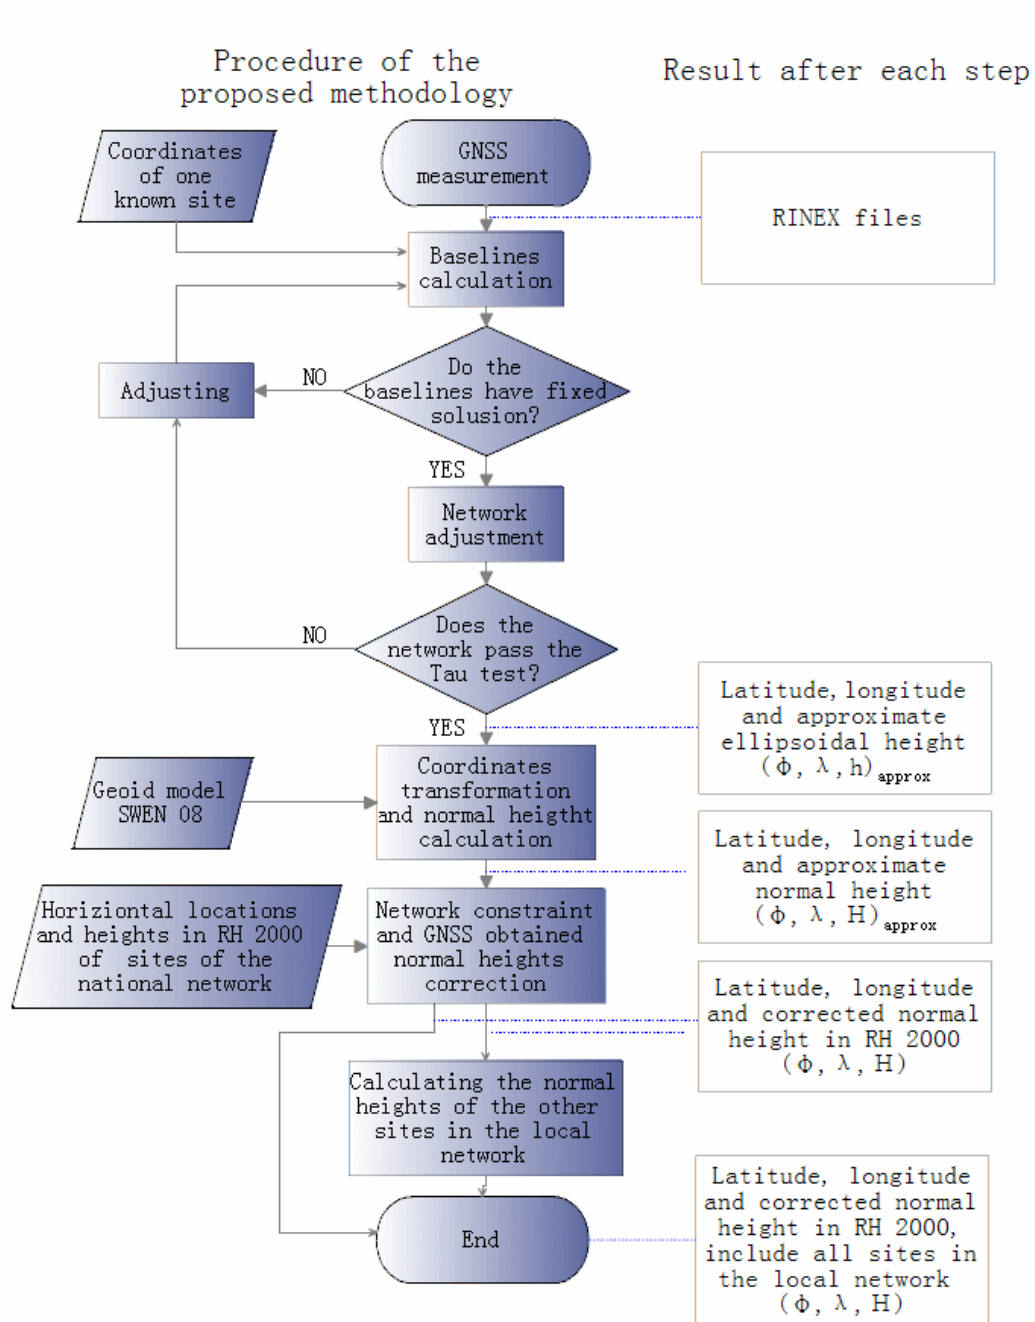 Procedure of the
proposed methodology
Result after each step
Coordinates
of one
known site
GNSS
measurement
RINEX files
Baselines
calculation
Do the
baselines have fixed
solusion?
NO
Adjusting
YES
Network
adjustment
Does the
network pass the
Tau test?
NO
YES
Latitude, longitude
and approximate
ellipsoidal height
(Φ, λ, h)approx
Coordinates
transformation
and normal heigtht
calculation
Geoid model
SWEN 08
Latitude, longitude
and approximate
normal height
(Φ, λ, H)approx
Horiziontal locations
and heights in RH 2000
of sites of the
national network
Network constraint
and GNSS obtained
normal heights
correction
Latitude, longitude
and corrected normal
height in RH 2000
(Φ, λ, H)
Calculating the normal
heights of the other
sites in the local
network
Latitude, longitude
and corrected normal
height in RH 2000,
include all sites in
the local network
(Φ, λ, H)
End